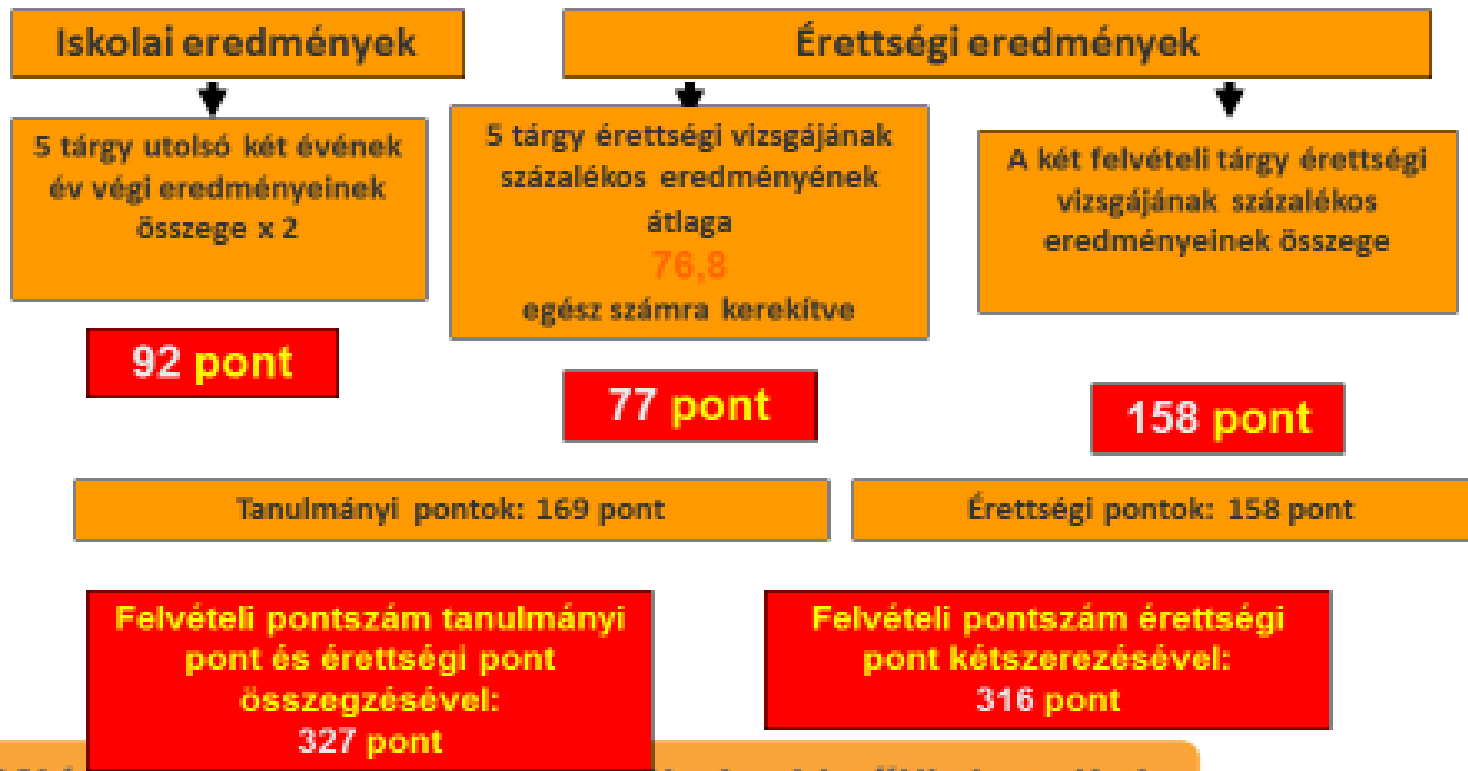 Iskolai eredmények
Érettségi eredmények
5 tárgy utolsó két évének
év végi eredményeinek
összege x 2
5 tárgy érettségi vizsgájának
százalékos eredményének
átlaga
76,8
egész számra kerekítve
A két felvételi tárgy érettségi
vizsgájának százalékos
eredményeinek összege
92 pont
77 pont
158 pont
Tanulmányi pontok: 169 pont
Érettségi pontok: 158 pont
Felvételi pontszám tanulmányi
pont és érettségi pont
összegzésével:
327 pont
Felvételi pontszám érettségi
pont kétszerezésével:
316 pont